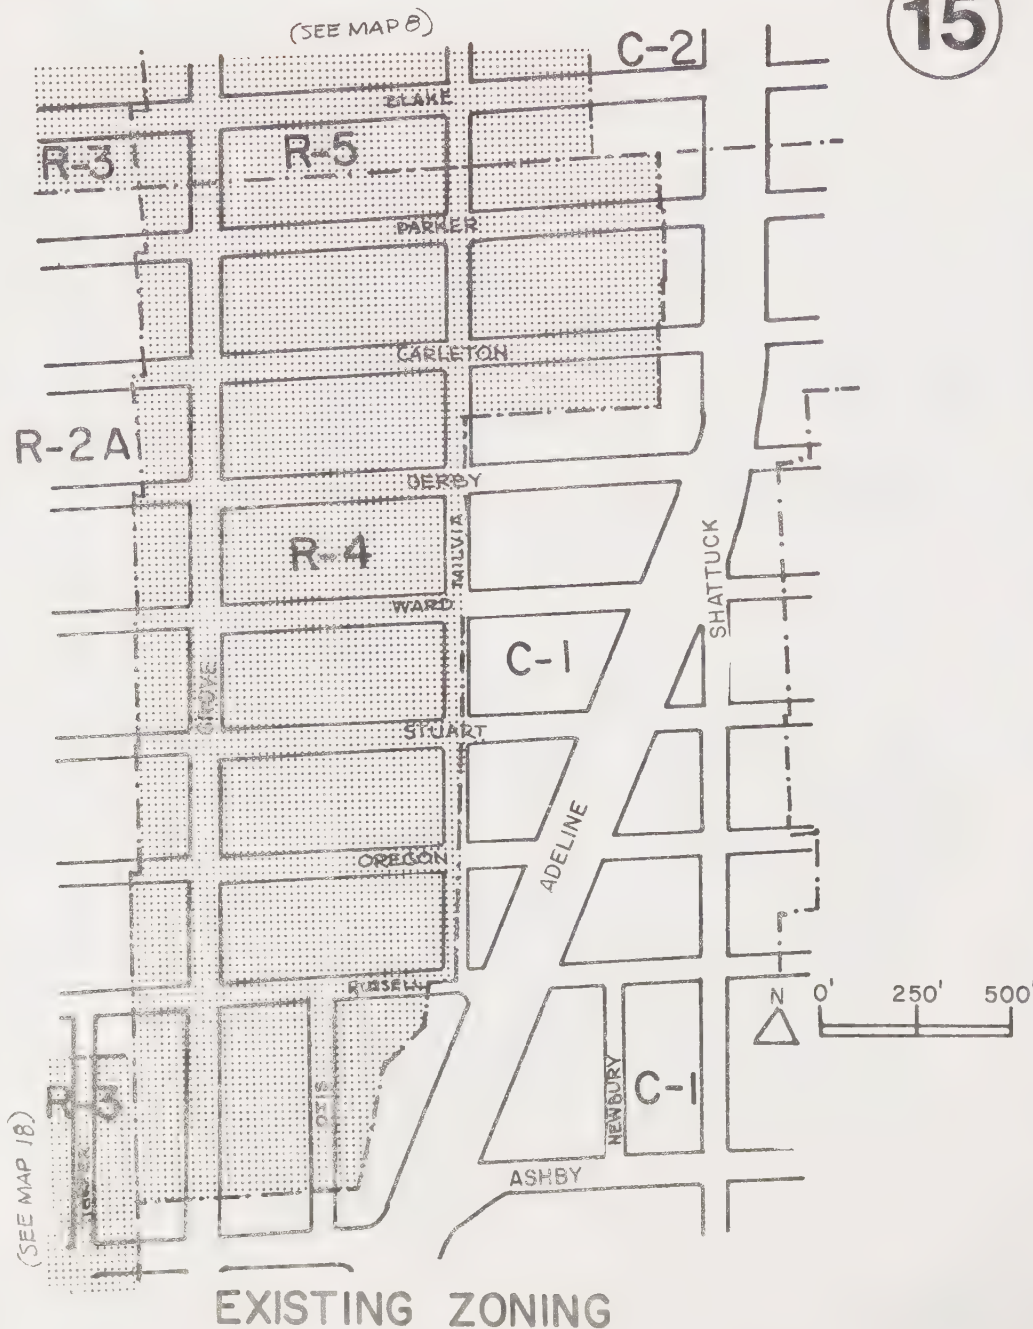 (SEE MAP 8)
15
C-2
BLAKE
R-3
R-5
PARKER
CARLETON
R-2A
DERBY
MILVIA
R-4
SHATTUCK
WARD
C-1
GROVE
STUART
ADELINE
OREGON
RUSSELL
N 0' 250' 500'
OTIS
NEWBURY
C-1
R-3
(SEE MAP 18)
ASHBY
EXISTING ZONING